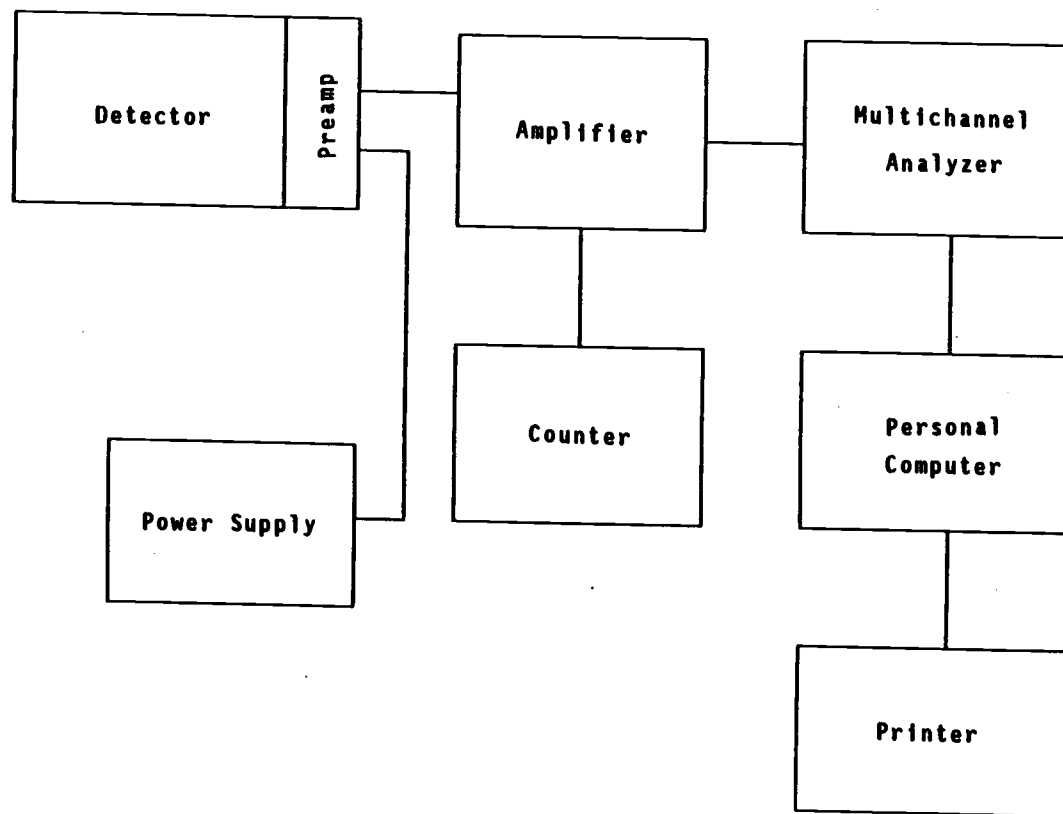 Detector
Preamp
Amplifier
Multichannel
Analyzer
Counter
Personal
Computer
Power Supply
Printer